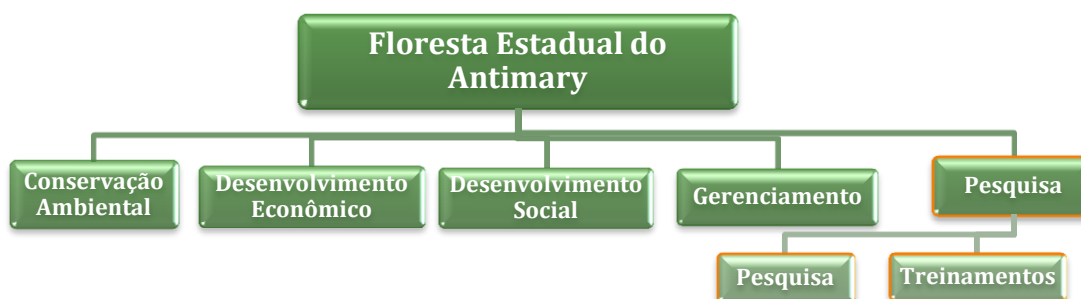 Floresta Estadual do
Antimary
Conservação
Ambiental
Desenvolvimento
Econômico
Desenvolvimento
Social
Gerenciamento
Pesquisa
Pesquisa
Treinamentos